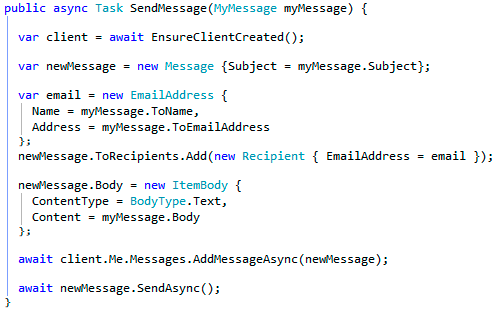 public async Task SendMessage(MyMessage myMessage) {
var client = await EnsureClientCreated();
var newMessage = new Message {Subject = myMessage.Subject};
var email = new EmailAddress {
Name = myMessage.ToName,
Address = myMessage.ToEmailAddress
};
newMessage.ToRecipients.Add(new Recipient { EmailAddress = email });
newMessage.Body = new ItemBody {
ContentType = BodyType.Text,
Content = myMessage.Body
};
await client.Me.Messages.AddMessageAsync(newMessage);
await newMessage.SendAsync();
}